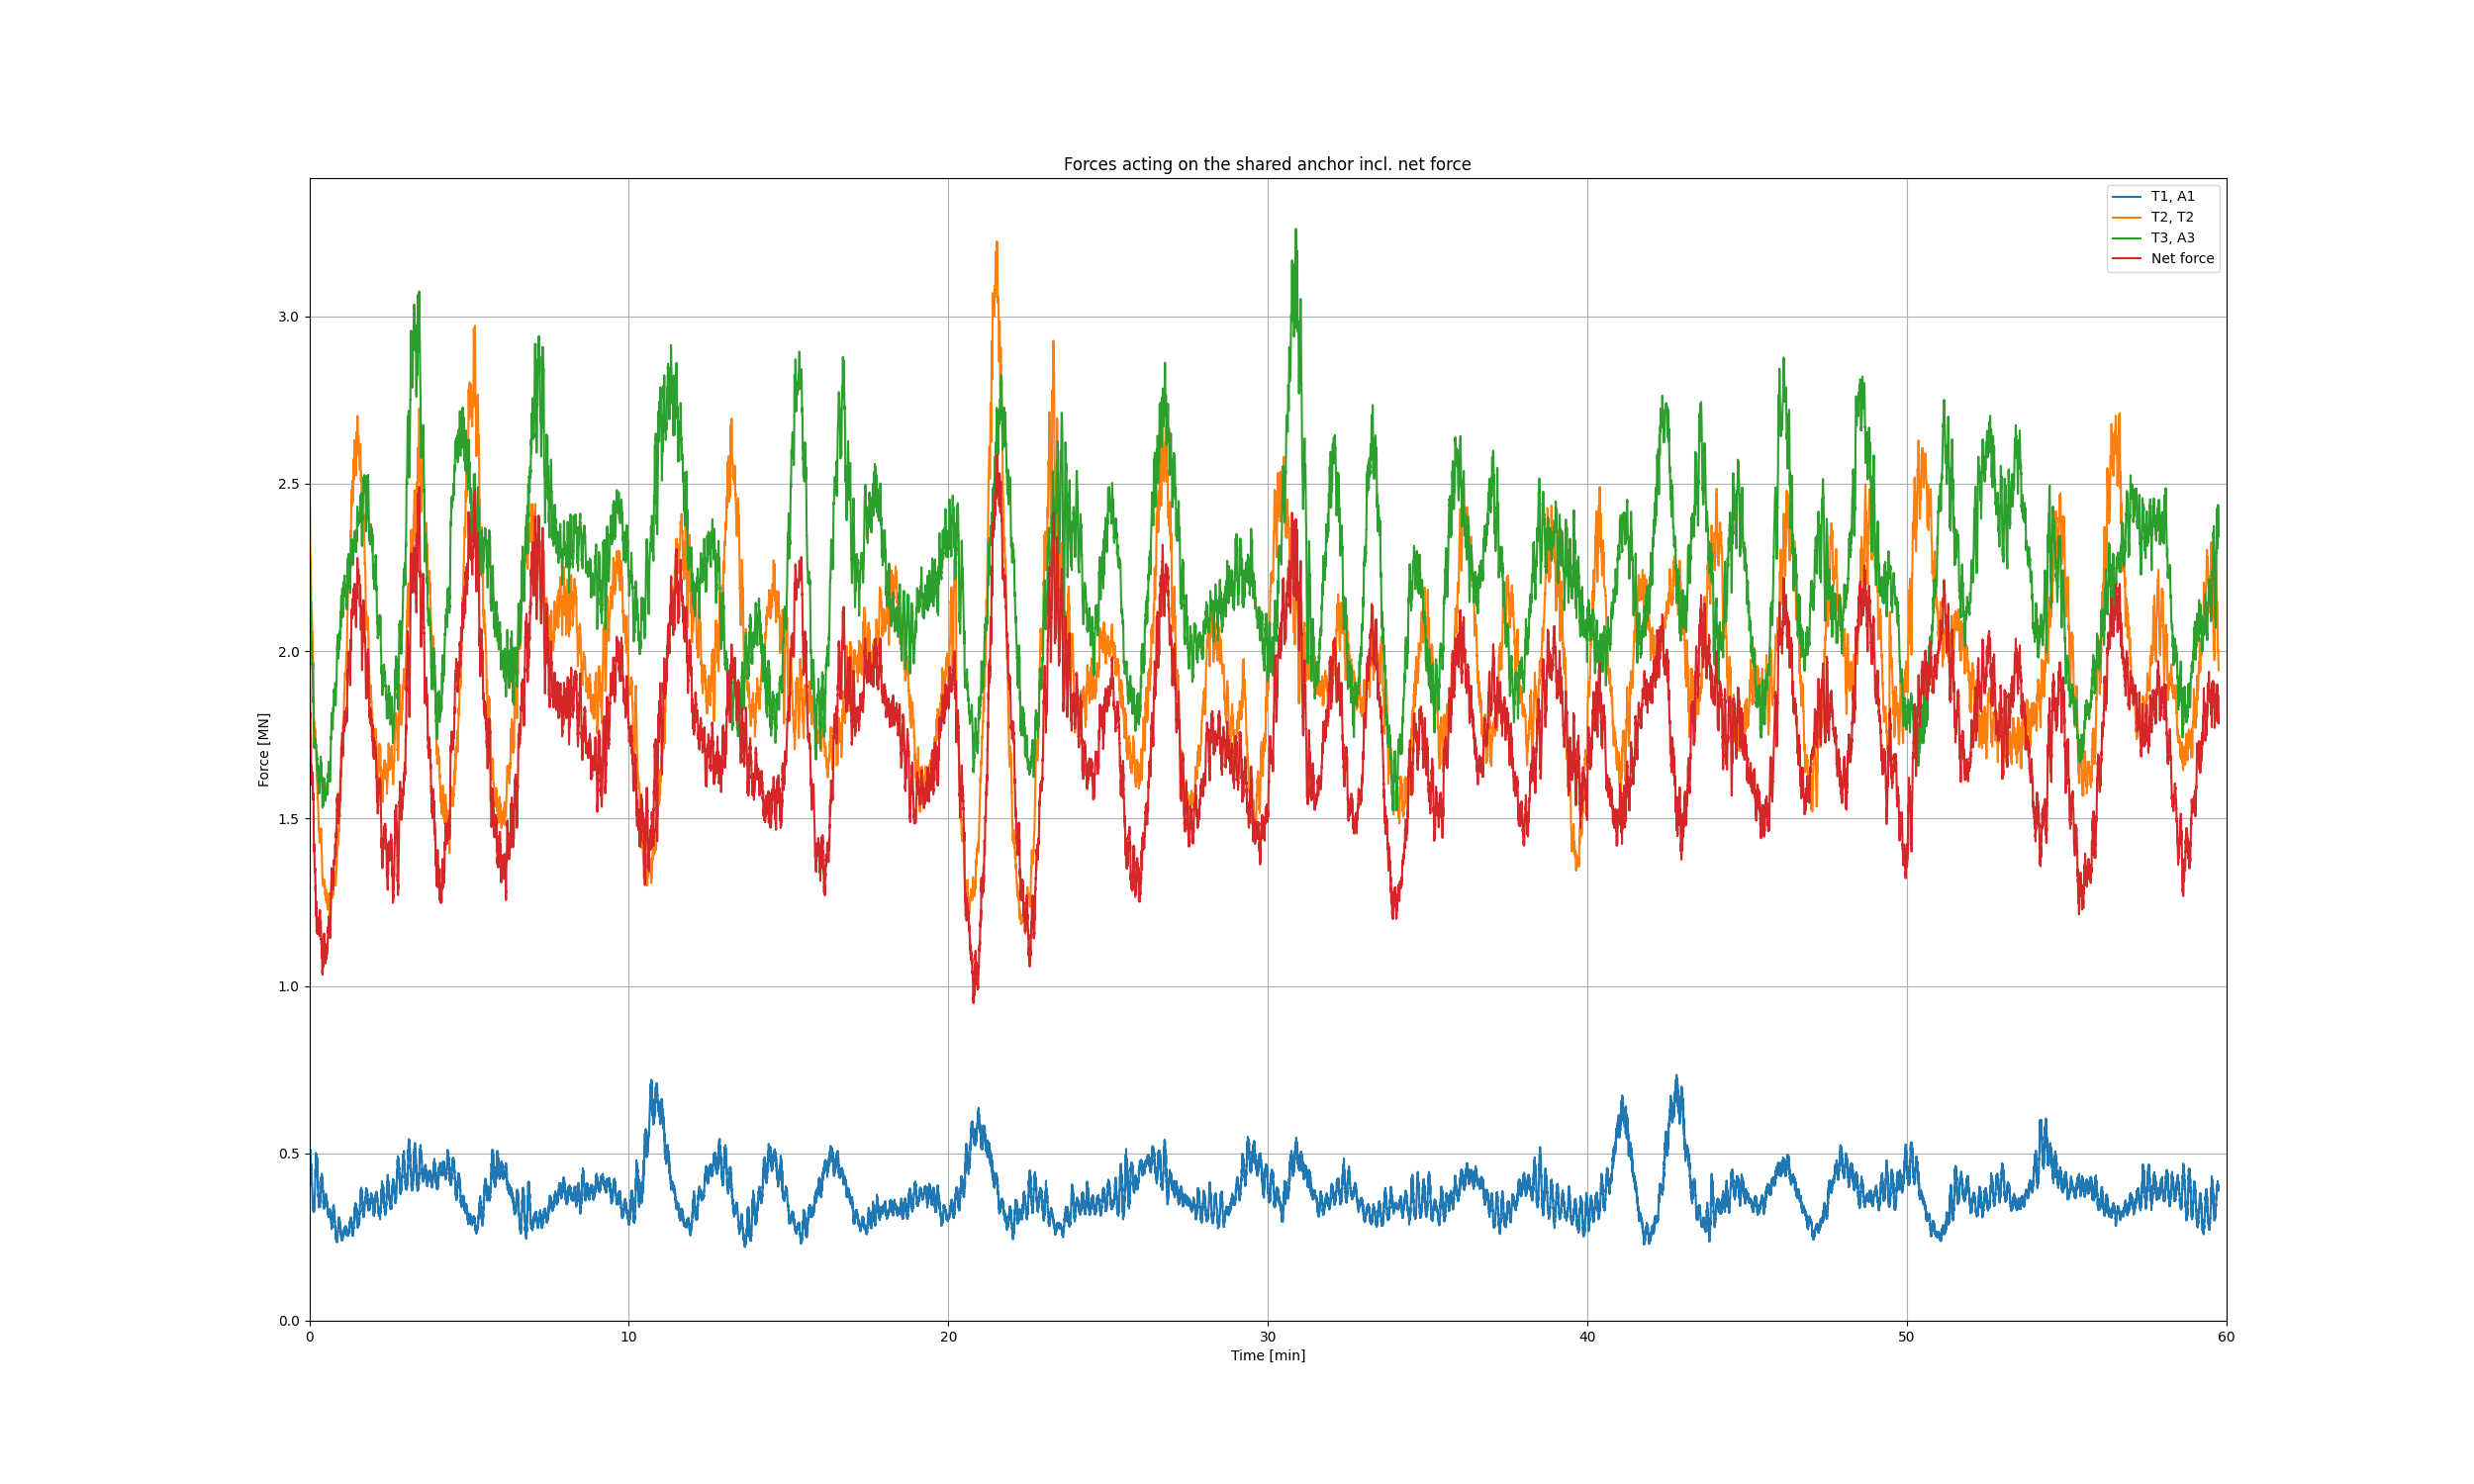 Forces acting on the shared anchor incl. net force
T1, A1
T2, T2
T3, A3
Net force
Force [MN]
3.0
2.5
2.0
1.5
1.0
0.5
0.0
0 10 20 30 40 50 60
Time [min]